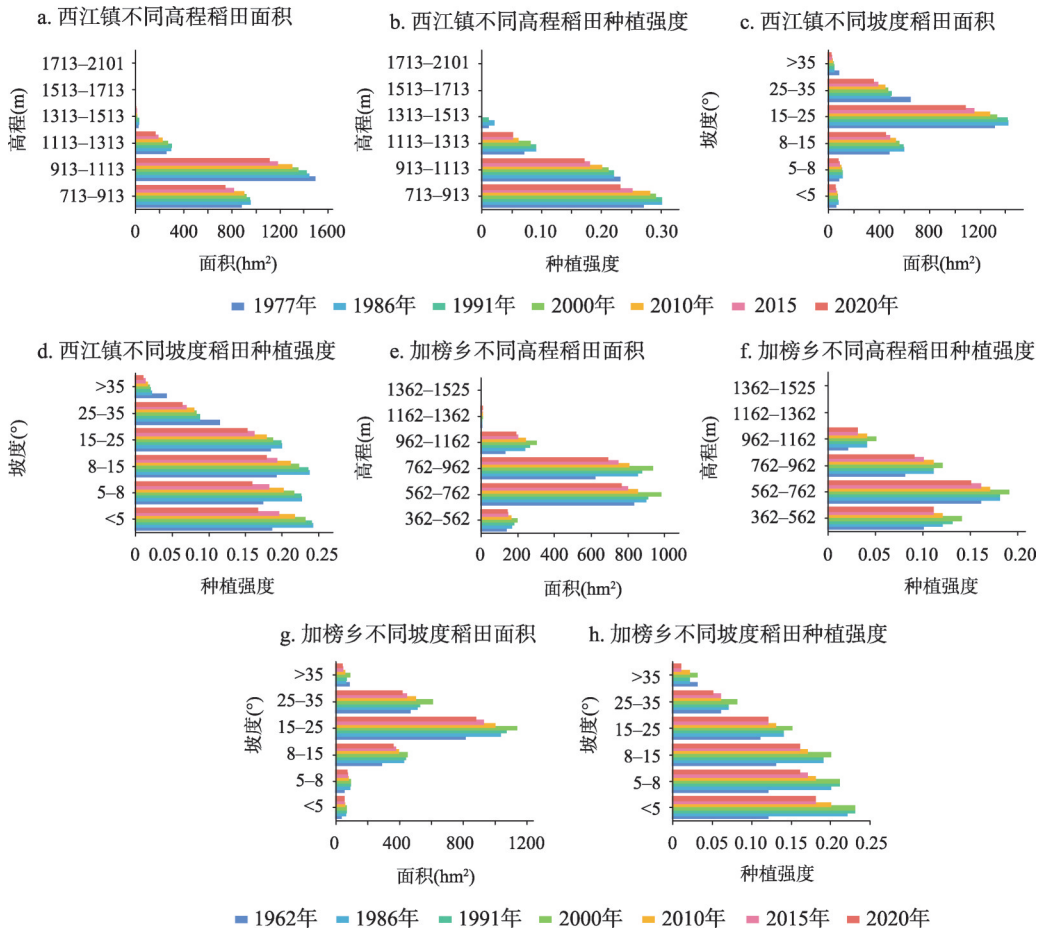 a. 西江镇不同高程稻田面积
高程(m)
1713–2101
1513–1713
1313–1513
1113–1313
913–1113
713–913
0 400 800 1200 1600
面积(hm²)
b. 西江镇不同高程稻田种植强度
高程(m)
1713–2101
1513–1713
1313–1513
1113–1313
913–1113
713–913
0 0.10 0.20 0.30
种植强度
c. 西江镇不同坡度稻田面积
坡度(°)
>35
25–35
15–25
8–15
5–8
<5
0 400 800 1200
面积(hm²)
1977年 1986年 1991年 2000年 2010年 2015 2020年
d. 西江镇不同坡度稻田种植强度
坡度(°)
>35
25–35
15–25
8–15
5–8
<5
0 0.05 0.10 0.15 0.20 0.25
种植强度
e. 加榜乡不同高程稻田面积
高程(m)
1362–1525
1162–1362
962–1162
762–962
562–762
362–562
0 200 400 600 800 1000
面积(hm²)
f. 加榜乡不同高程稻田种植强度
高程(m)
1362–1525
1162–1362
962–1162
762–962
562–762
362–562
0 0.05 0.10 0.15 0.20
种植强度
g. 加榜乡不同坡度稻田面积
坡度(°)
>35
25–35
15–25
8–15
5–8
<5
0 400 800 1200
面积(hm²)
h. 加榜乡不同坡度稻田种植强度
坡度(°)
>35
25–35
15–25
8–15
5–8
<5
0 0.05 0.10 0.15 0.20 0.25
种植强度
1962年 1986年 1991年 2000年 2010年 2015年 2020年